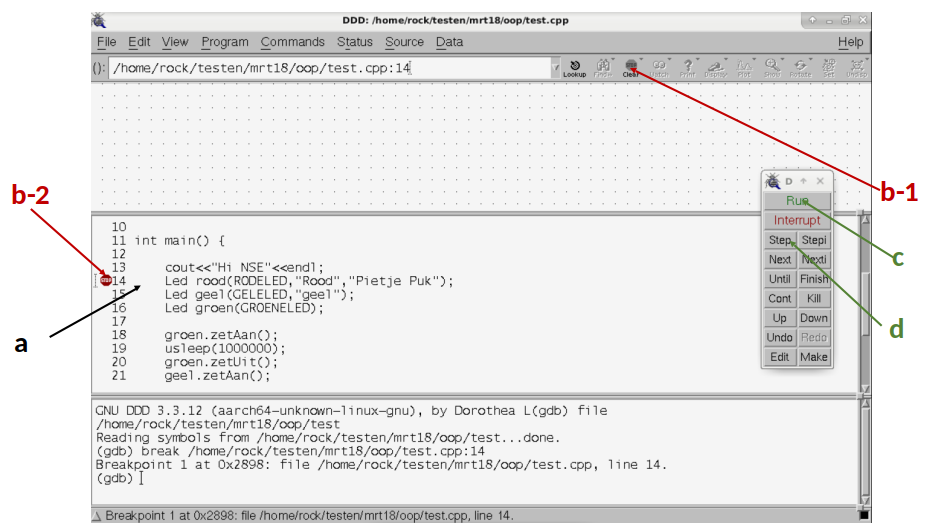 DDD: /home/rock/testen/mrt18/oop/test.cpp
File Edit View Program Commands Status Source Data Help
(): /home/rock/testen/mrt18/oop/test.cpp:14
Lookup Find» Clear Watch Print Display Plot Show Rotate Set Undisp
b-1
b-2
D
Run
Interrupt
Step Stepi
Next Nexti
Until Finish
Cont Kill
Up Down
Undo Redo
Edit Make
c
d
10
11 int main() {
12
13 cout<<"Hi NSE"<<endl;
14 Led rood(RODELED,"Rood","Pietje Puk");
15 Led geel(GELELED,"geel");
16 Led groen(GROENELED);
17
18 groen.zetAan();
19 usleep(1000000);
20 groen.zetUit();
21 geel.zetAan();
a
GNU DDD 3.3.12 (aarch64-unknown-linux-gnu), by Dorothea L(gdb) file
/home/rock/testen/mrt18/oop/test
Reading symbols from /home/rock/testen/mrt18/oop/test...done.
(gdb) break /home/rock/testen/mrt18/oop/test.cpp:14
Breakpoint 1 at 0x2898: file /home/rock/testen/mrt18/oop/test.cpp, line 14.
(gdb)
Breakpoint 1 at 0x2898: file /home/rock/testen/mrt18/oop/test.cpp, line 14.